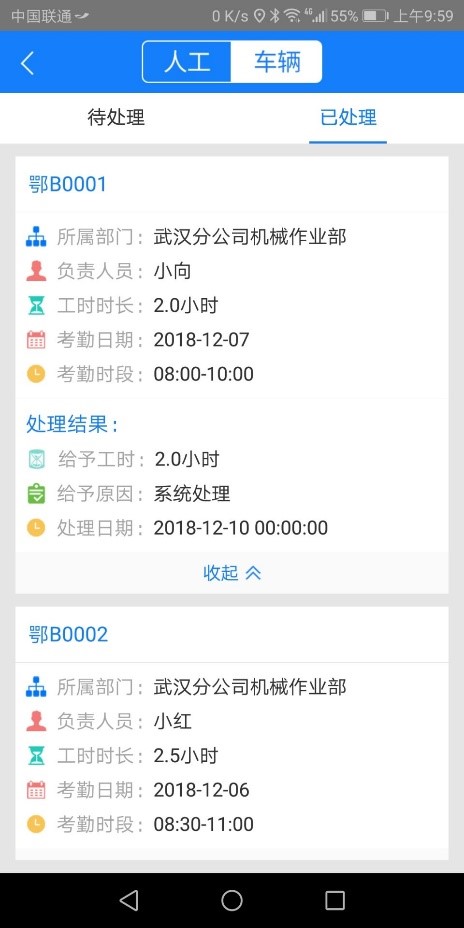 中国联通 0 K/s 4G 55% 上午9:59
人工 车辆
待处理 已处理
鄂B0001
所属部门: 武汉分公司机械作业部
负责人员: 小向
工时时长: 2.0小时
考勤日期: 2018-12-07
考勤时段: 08:00-10:00
处理结果:
给予工时: 2.0小时
给予原因: 系统处理
处理日期: 2018-12-10 00:00:00
收起
鄂B0002
所属部门: 武汉分公司机械作业部
负责人员: 小红
工时时长: 2.5小时
考勤日期: 2018-12-06
考勤时段: 08:30-11:00